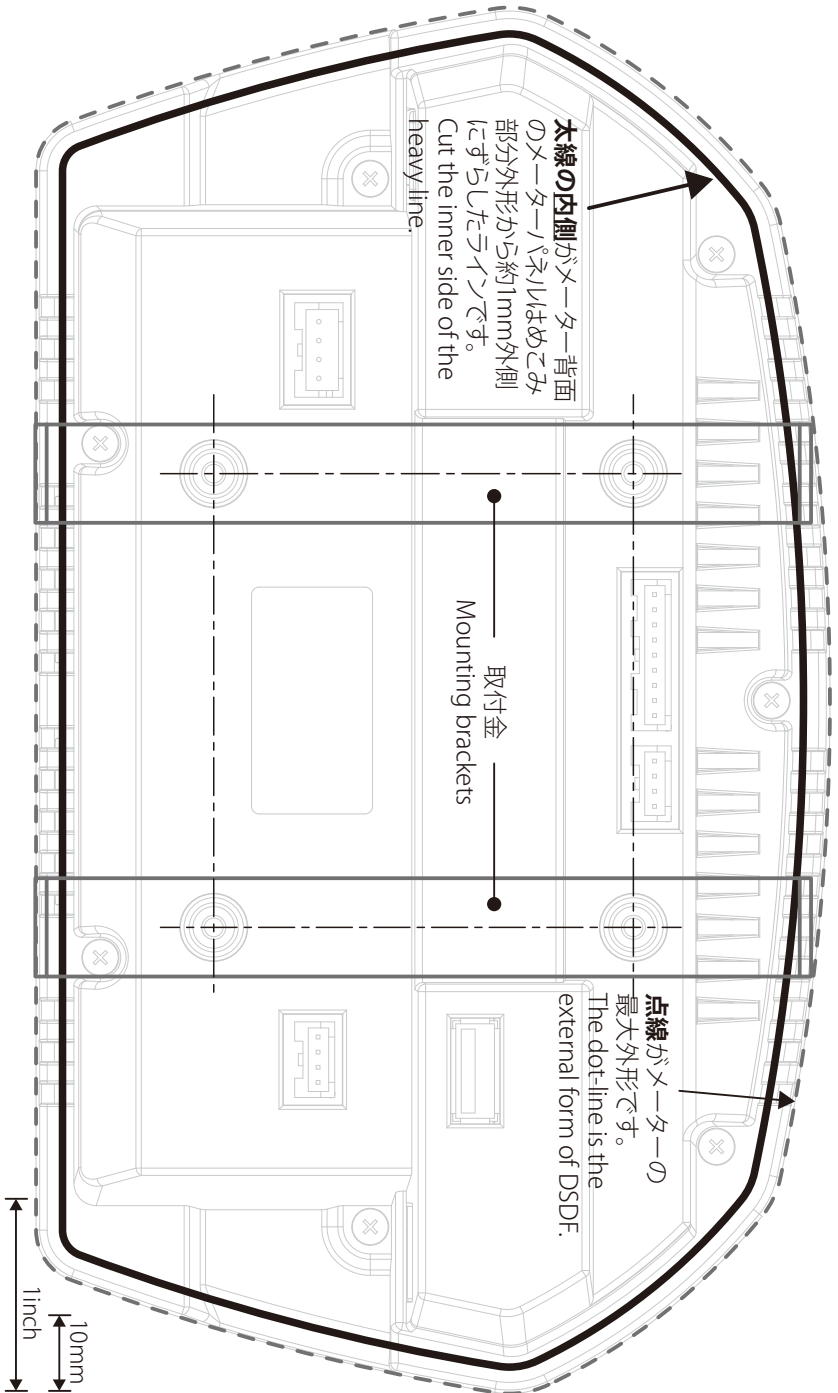 太線の内側がメーター背面
のメーターパネルはめこみ
部分外形から約1mm外側
にずらしたラインです。
Cut the inner side of the
heavy line.
取付金
Mounting brackets
点線がメーターの
最大外形です。
The dot-line is the
external form of DSDF.
10mm
1inch